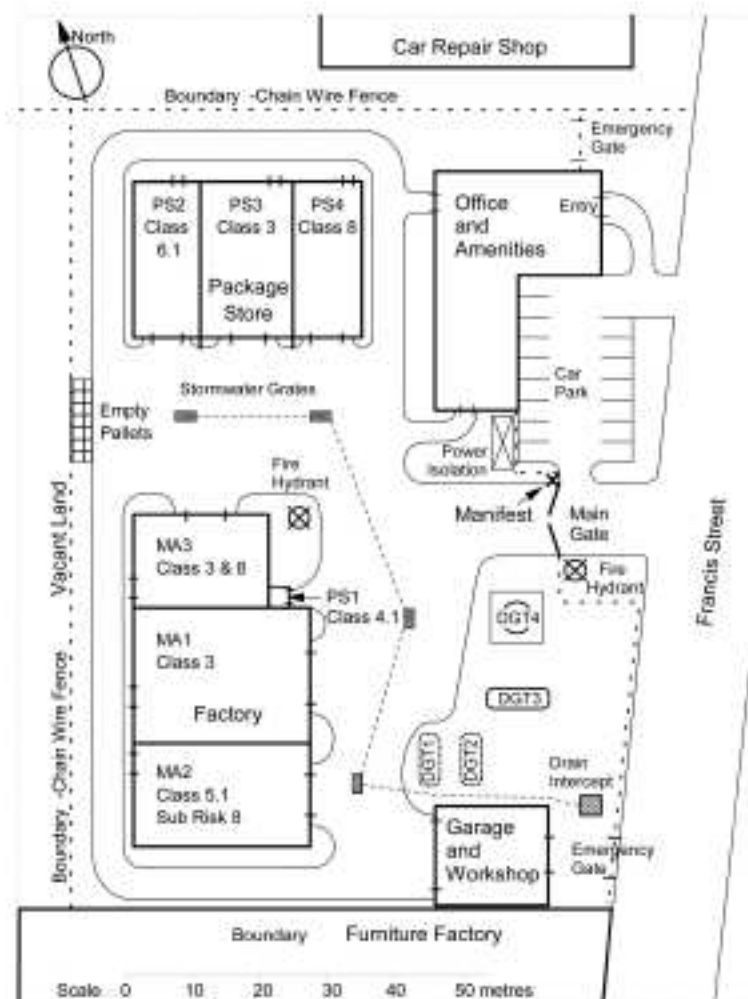 North
Car Repair Shop
Boundary -Chain Wire Fence
Emergency
Gate
PS2
Class
6.1
PS3
Class 3
PS4
Class 8
Package
Store
Office
and
Amenities
Entry
Stormwater Grates
Empty
Pallets
Car
Park
Power
Isolation
Fire
Hydrant
Manifest
Main
Gate
Vacant Land
Boundary -Chain Wire Fence
MA3
Class 3 & 8
PS1
Class 4.1
Fire
Hydrant
Francis Street
DGT4
MA1
Class 3
Factory
DGT3
DGT1
DGT2
Drain
Intercept
MA2
Class 5.1
Sub Risk 8
Garage
and
Workshop
Emergency
Gate
Boundary
Furniture Factory
Scale 0 10 20 30 40 50 metres